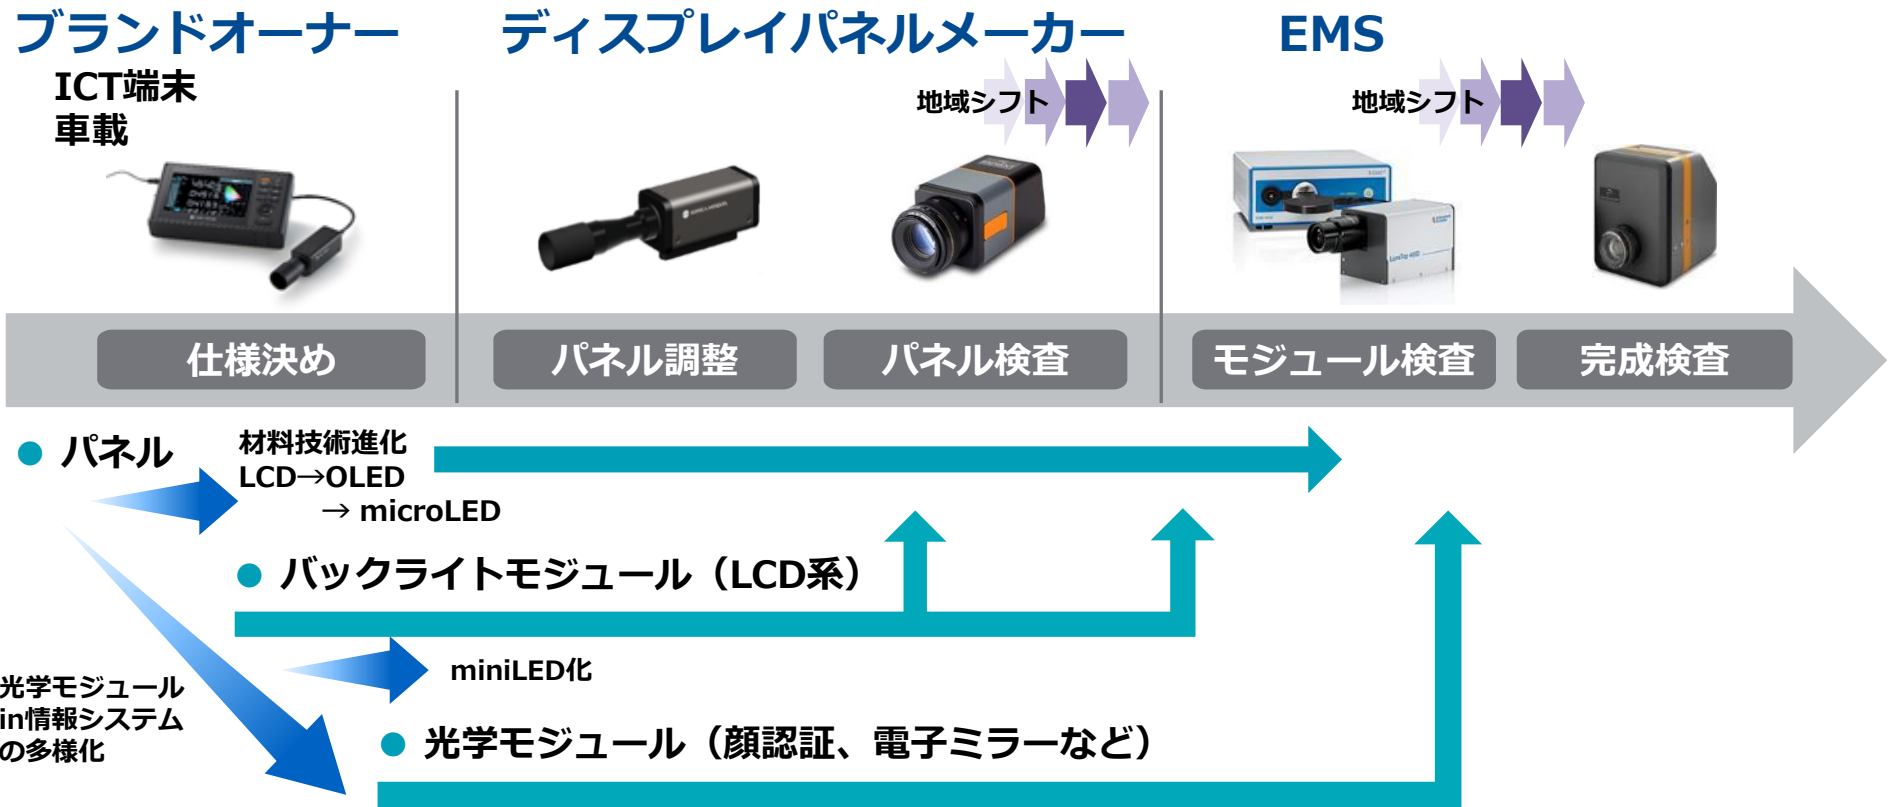 ブランドオーナー
ディスプレイパネルメーカー
EMS
ICT端末
車載
地域シフト
地域シフト
仕様決め
パネル調整
パネル検査
モジュール検査
完成検査
● パネル
材料技術進化
LCD→OLED
→ microLED
● バックライトモジュール（LCD系）
miniLED化
光学モジュール
in情報システム
の多様化
● 光学モジュール（顔認証、電子ミラーなど）